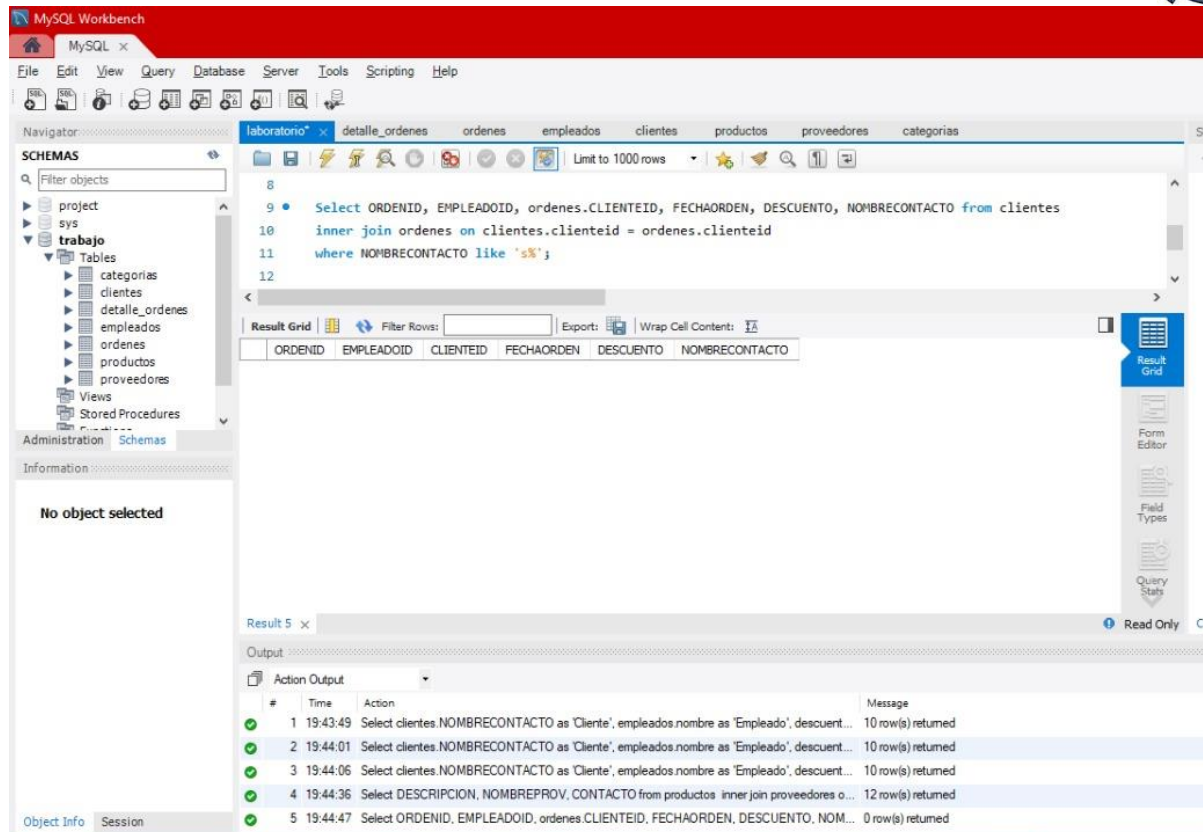 MySQL Workbench
MySQL ×
File Edit View Query Database Server Tools Scripting Help
Navigator
SCHEMAS
Filter objects
project
sys
trabajo
Tables
categorias
clientes
detalle_ordenes
empleados
ordenes
productos
proveedores
Views
Stored Procedures
Administration Schemas
Information
No object selected
Object Info Session
laboratorio* × detalle_ordenes ordenes empleados clientes productos proveedores categorias
Limit to 1000 rows
8
9 Select ORDENID, EMPLEADOID, ordenes.CLIENTEID, FECHAORDEN, DESCUENTO, NOMBRECONTACTO from clientes
10 inner join ordenes on clientes.clienteid = ordenes.clienteid
11 where NOMBRECONTACTO like 's%';
12
Result Grid Filter Rows: Export: Wrap Cell Content:
ORDENID EMPLEADOID CLIENTEID FECHAORDEN DESCUENTO NOMBRECONTACTO
Result
Grid
Form
Editor
Field
Types
Query
Stats
Result 5 × Read Only
Output
Action Output
# Time Action Message
1 19:43:49 Select clientes.NOMBRECONTACTO as 'Cliente', empleados.nombre as 'Empleado', descuent... 10 row(s) returned
2 19:44:01 Select clientes.NOMBRECONTACTO as 'Cliente', empleados.nombre as 'Empleado', descuent... 10 row(s) returned
3 19:44:06 Select clientes.NOMBRECONTACTO as 'Cliente', empleados.nombre as 'Empleado', descuent... 10 row(s) returned
4 19:44:36 Select DESCRIPCION, NOMBREPROV, CONTACTO from productos inner join proveedores o... 12 row(s) returned
5 19:44:47 Select ORDENID, EMPLEADOID, ordenes.CLIENTEID, FECHAORDEN, DESCUENTO, NOM... 0 row(s) returned